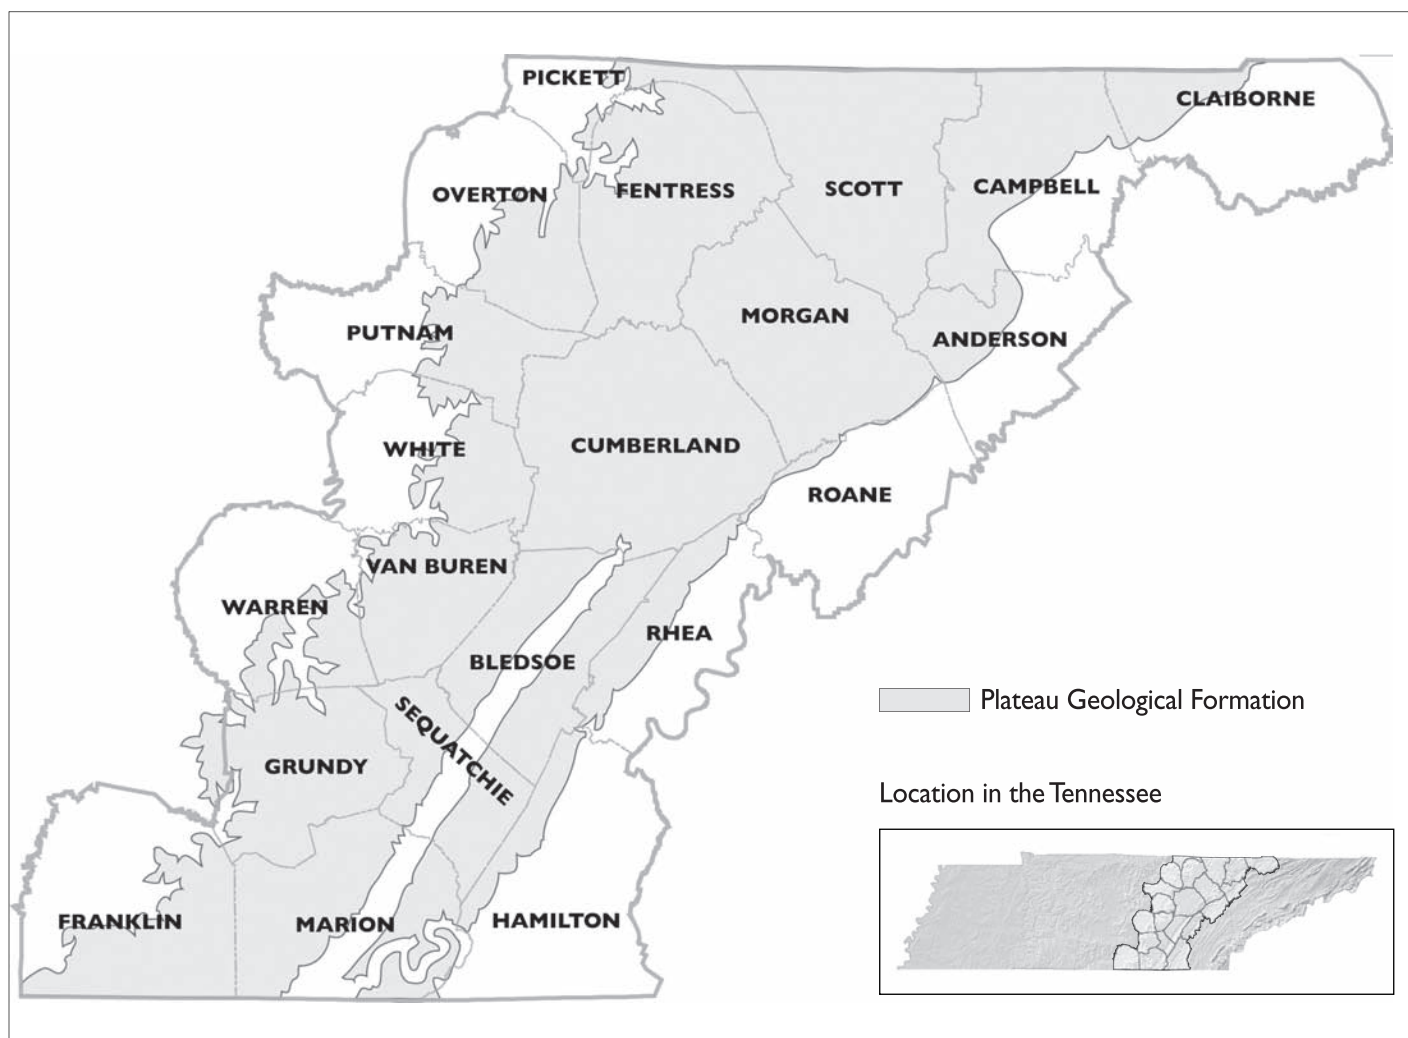 PICKETT
CLAIBORNE
OVERTON
FENTRESS
SCOTT
CAMPBELL
PUTNAM
MORGAN
ANDERSON
WHITE
CUMBERLAND
ROANE
VAN BUREN
WARREN
RHEA
BLEDSOE
SEQUATCHIE
GRUNDY
FRANKLIN
MARION
HAMILTON
Plateau Geological Formation
Location in the Tennessee